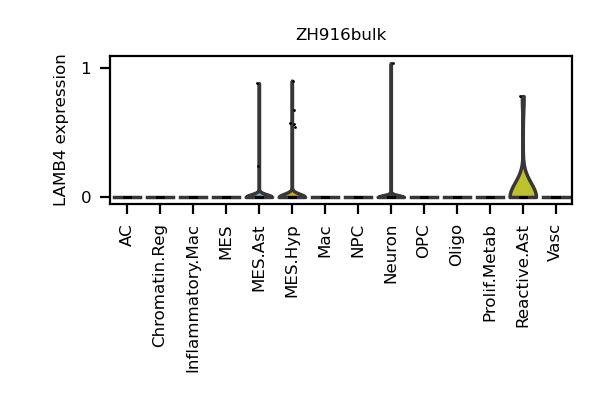 ZH916bulk
LAMB4 expression
1
0
AC
Chromatin.Reg
Inflammatory.Mac
MES
MES.Ast
MES.Hyp
Mac
NPC
Neuron
OPC
Oligo
Prolif.Metab
Reactive.Ast
Vasc